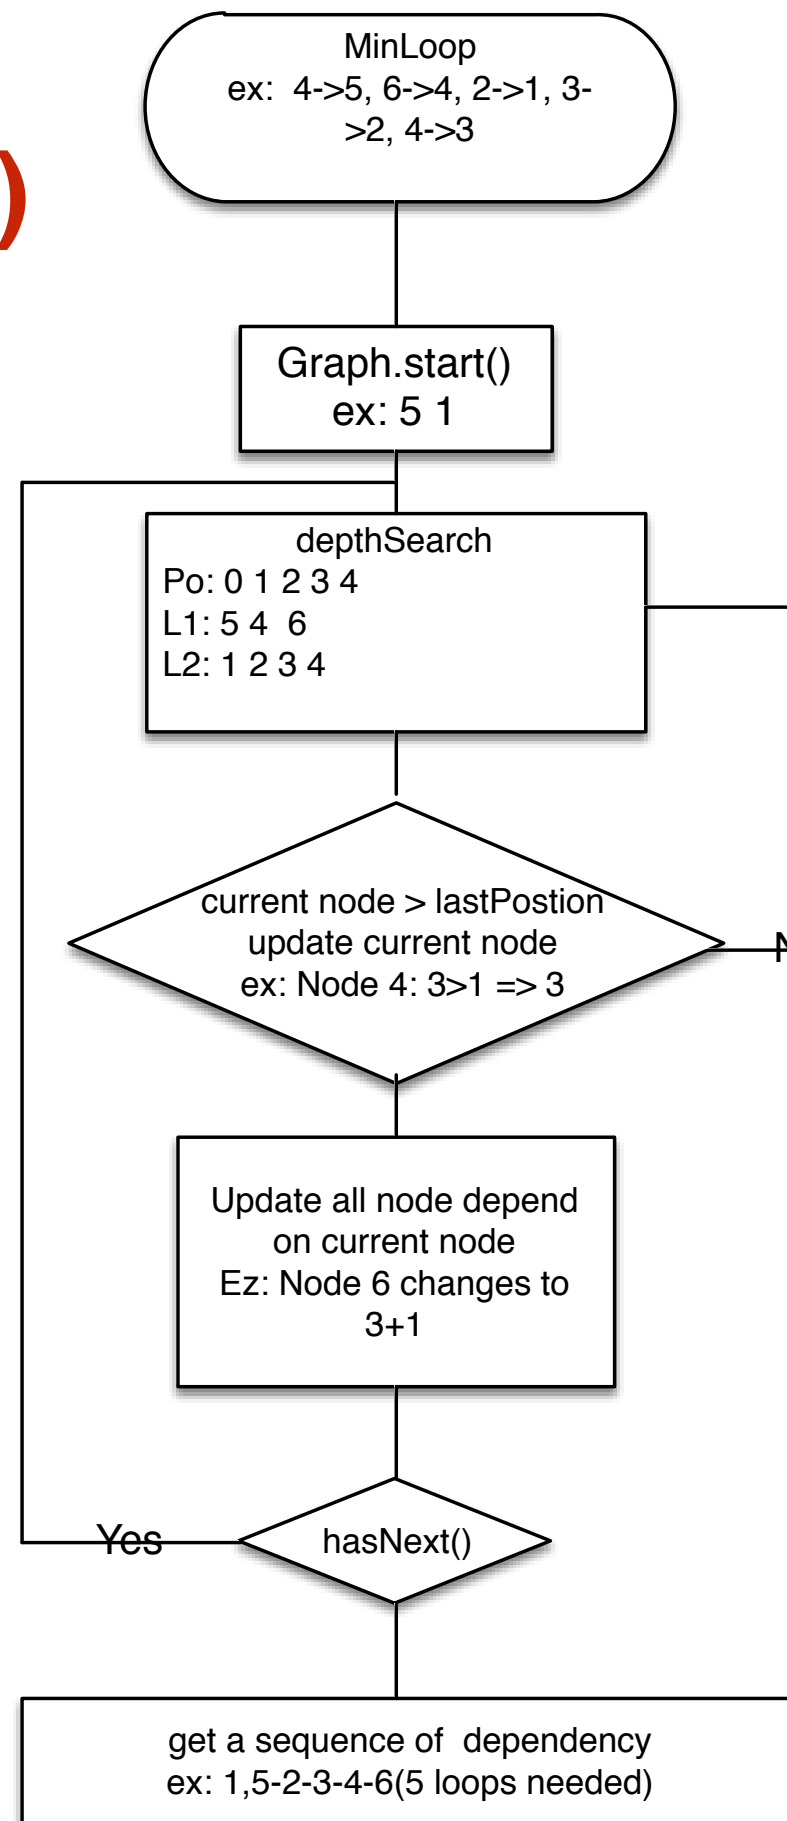 MinLoop
ex:  4->5, 6->4, 2->1, 3-
>2, 4->3
)
Graph.start()
ex: 5 1
depthSearch
Po: 0 1 2 3 4
L1: 5 4  6
L2: 1 2 3 4
current node > lastPostion
update current node
ex: Node 4: 3>1 => 3
Update all node depend
on current node
Ez: Node 6 changes to
3+1
Yes
hasNext()
get a sequence of  dependency
ex: 1,5-2-3-4-6(5 loops needed)